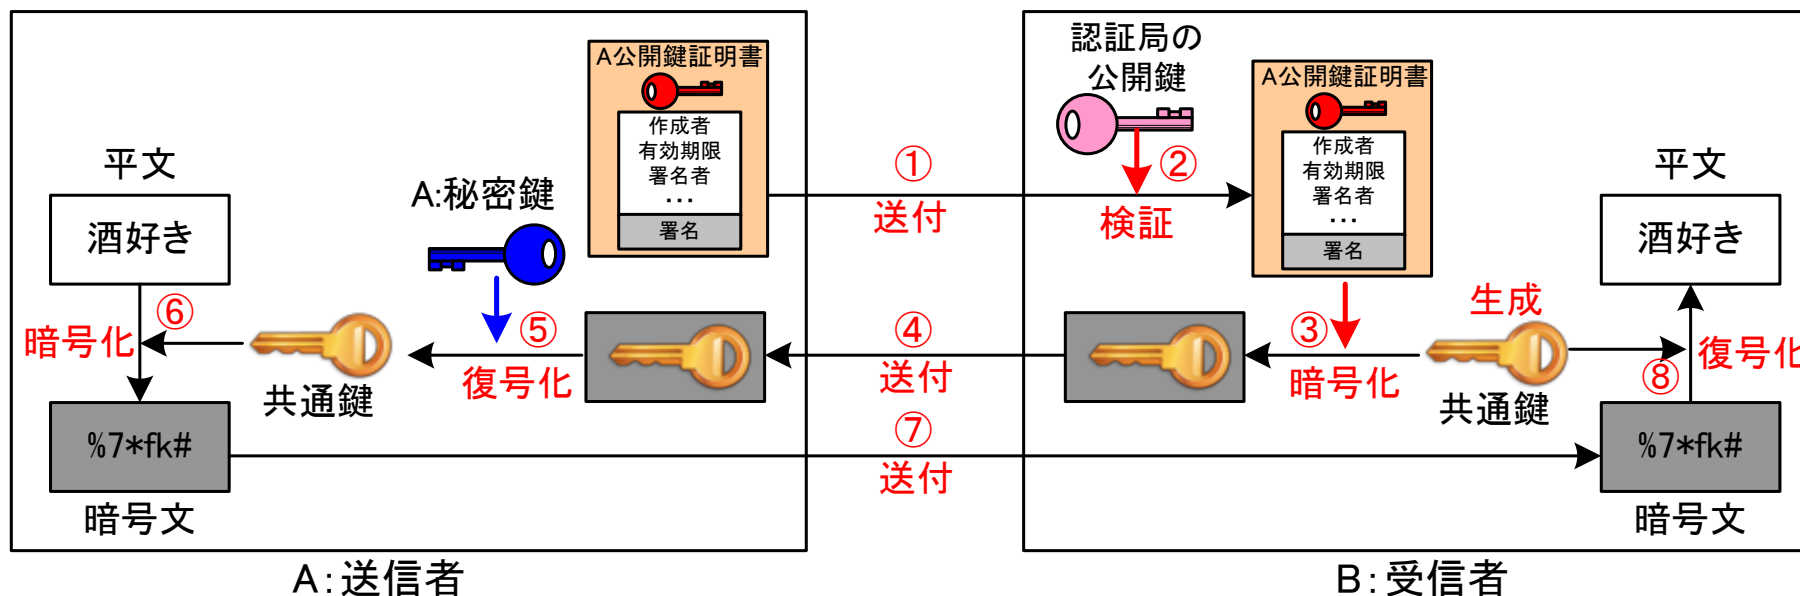 A公開鍵証明書
作成者
有効期限
署名者
…
署名
平文
酒好き
A:秘密鍵
⑥
暗号化
共通鍵
⑤
復号化
%7*fk#
暗号文
A:送信者
①
送付
④
送付
⑦
送付
認証局の
公開鍵
②
検証
A公開鍵証明書
作成者
有効期限
署名者
…
署名
③
暗号化
生成
共通鍵
平文
酒好き
復号化
⑧
%7*fk#
暗号文
B:受信者